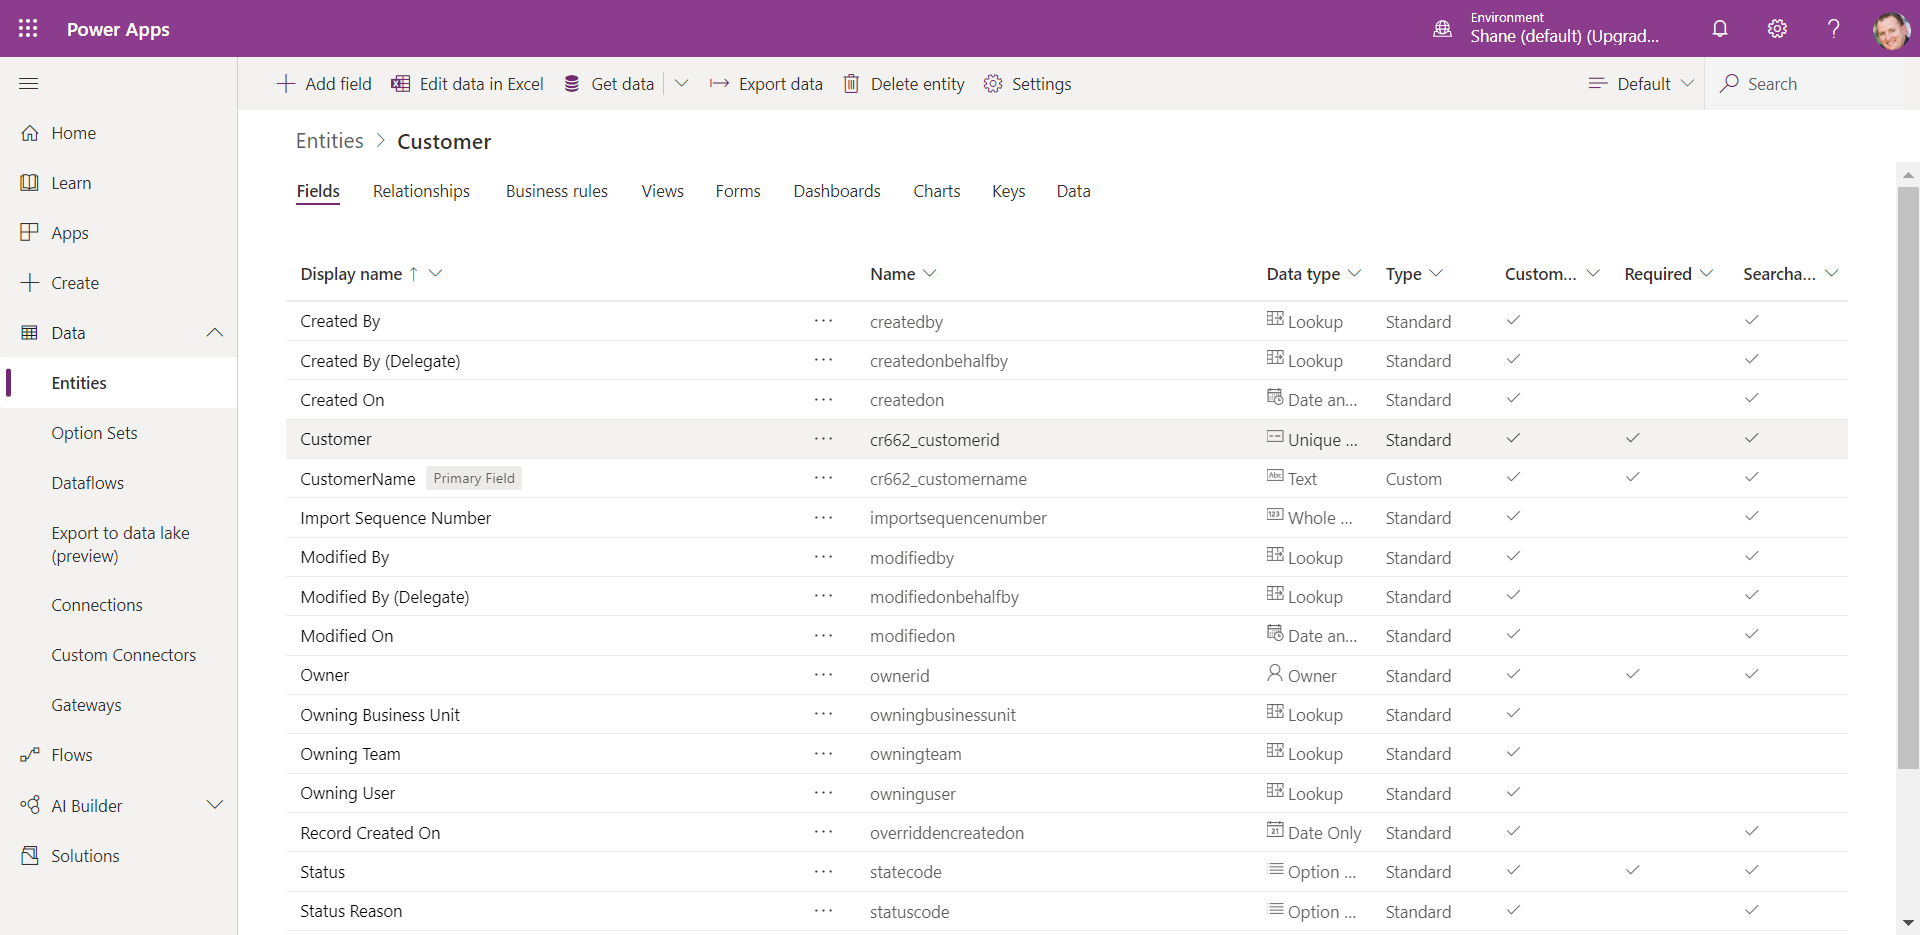 Power Apps
Environment
Shane (default) (Upgrad...
Add field
Edit data in Excel
Get data
Export data
Delete entity
Settings
Default
Search
Home
Learn
Apps
Create
Data
Entities
Option Sets
Dataflows
Export to data lake
(preview)
Connections
Custom Connectors
Gateways
Flows
AI Builder
Solutions
Entities > Customer
Fields Relationships Business rules Views Forms Dashboards Charts Keys Data
Display name Name Data type Type Custom... Required Searcha...
Created By createdby Lookup Standard
Created By (Delegate) createdonbehalfby Lookup Standard
Created On createdon Date an... Standard
Customer cr662_customerid Unique ... Standard
CustomerName Primary Field cr662_customername Abc Text Custom
Import Sequence Number importsequencenumber 123 Whole ... Standard
Modified By modifiedby Lookup Standard
Modified By (Delegate) modifiedonbehalfby Lookup Standard
Modified On modifiedon Date an... Standard
Owner ownerid Owner Standard
Owning Business Unit owningbusinessunit Lookup Standard
Owning Team owningteam Lookup Standard
Owning User owninguser Lookup Standard
Record Created On overriddencreatedon 21 Date Only Standard
Status statecode Option ... Standard
Status Reason statuscode Option ... Standard